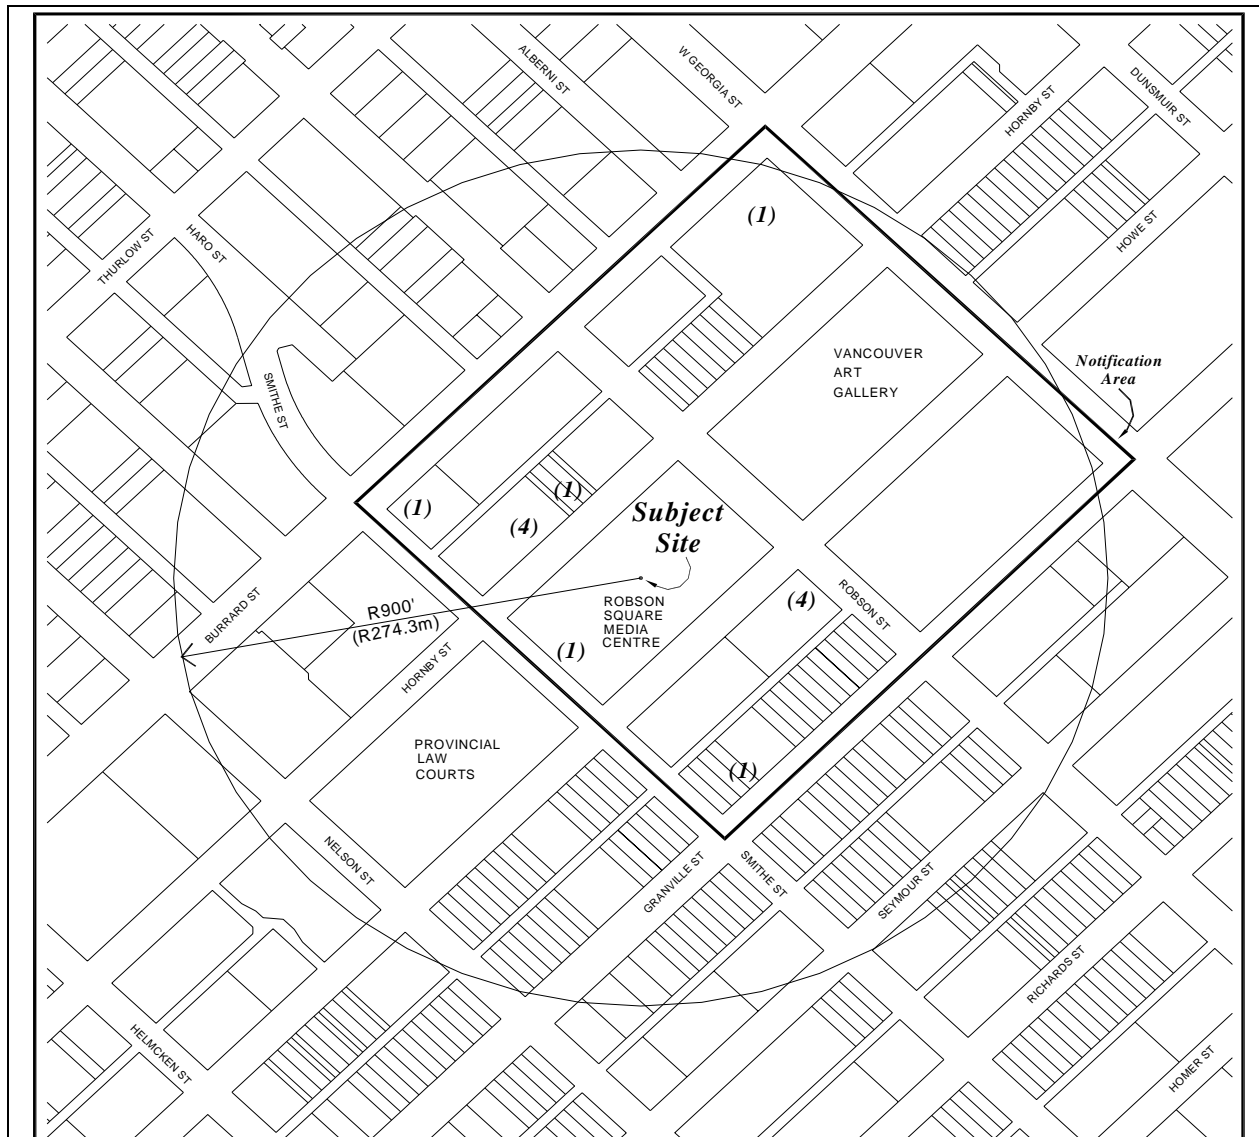 ALBERNI ST
W GEORGIA ST
DUNSMUIR ST
HORNBY ST
HOWE ST
(1)
THURLOW ST
HARO ST
SMITHE ST
VANCOUVER
ART
GALLERY
Notification
Area
(1)
(1)
(4)
Subject
Site
ROBSON
SQUARE
MEDIA
CENTRE
(1)
(4)
ROBSON ST
R900'
(R274.3m)
BURRARD ST
HORNBY ST
PROVINCIAL
LAW
COURTS
(1)
NELSON ST
GRANVILLE ST
SMITHE ST
SEYMOUR ST
RICHARDS ST
HELMCKEN ST
HOMER ST